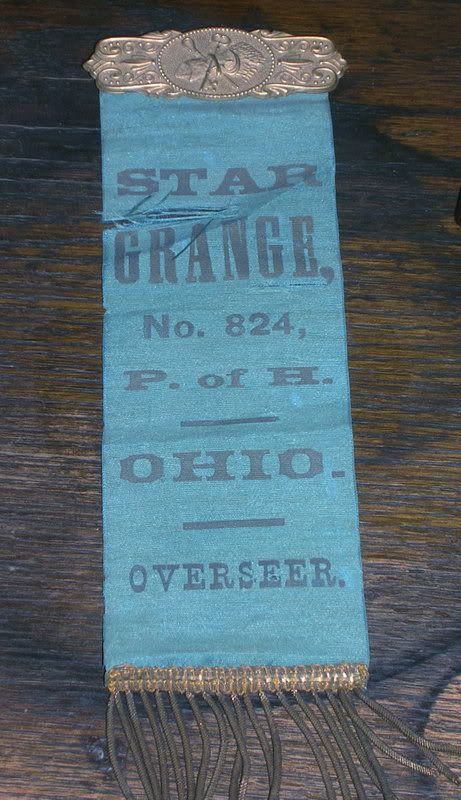 STAR
GRANGE,
No. 824,
P. of H.
OHIO.
OVERSEER.